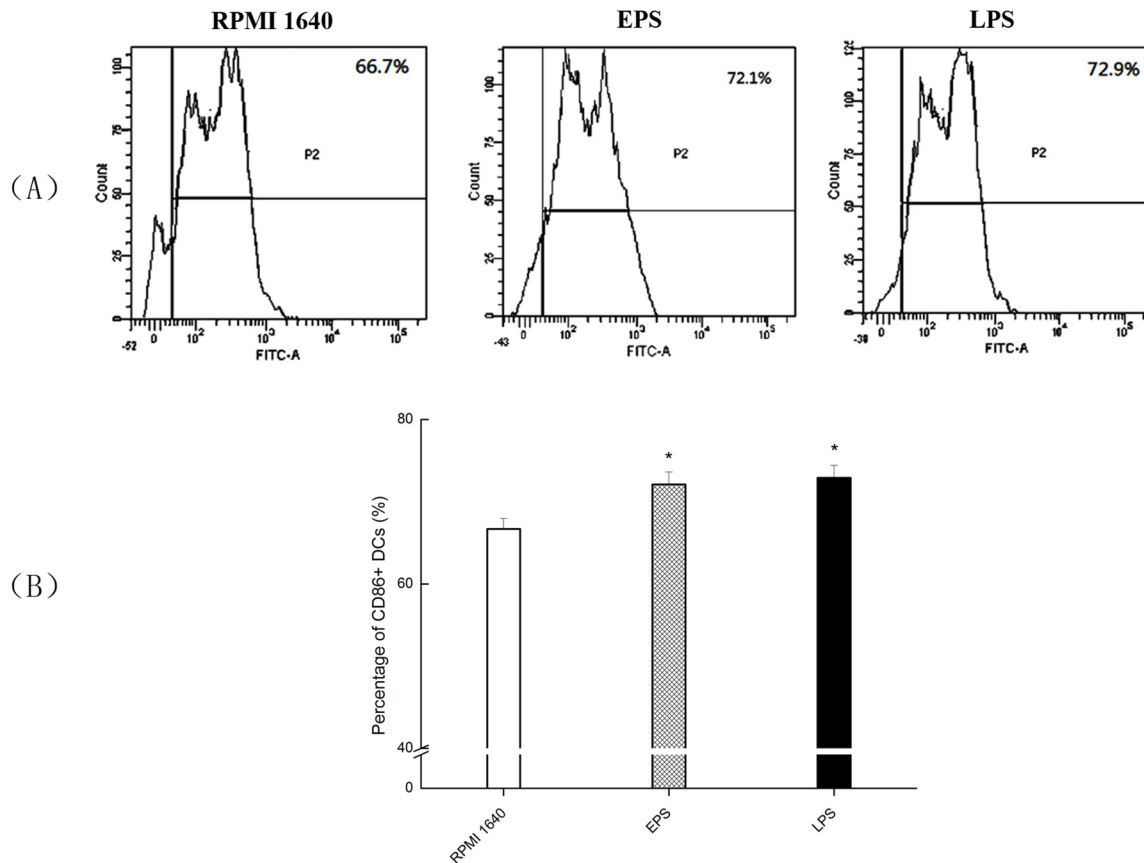 RPMI 1640 EPS LPS
(A)
66.7%
P2
Count
0 25 50 75 100
-52 0 10² 10³ 10⁴ 10⁵
FITC-A
72.1%
P2
Count
0 25 50 75 100
-43 0 10² 10³ 10⁴ 10⁵
FITC-A
72.9%
P2
Count
0 25 50 75 100 125
-38 0 10² 10³ 10⁴ 10⁵
FITC-A
(B)
Percentage of CD86+ DCs (%)
80
60
40
0
* *
RPMI 1640 EPS LPS